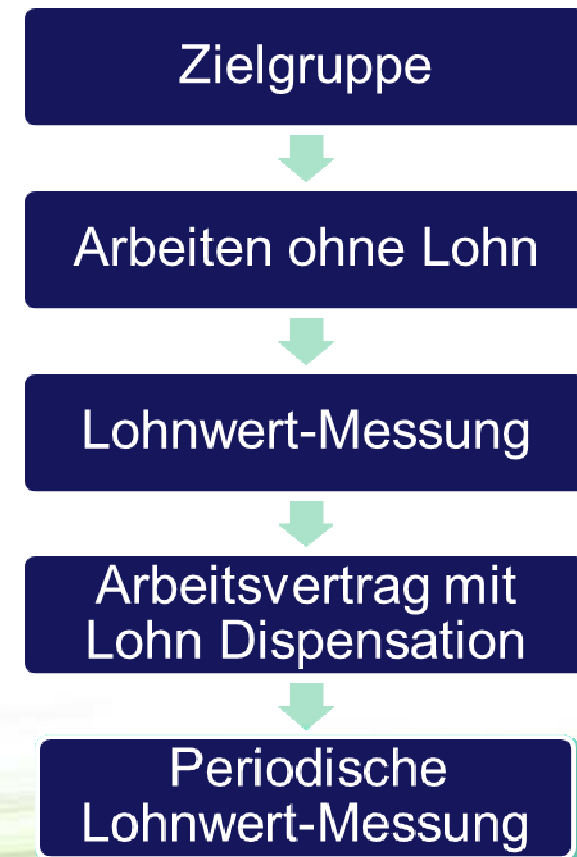 Zielgruppe
Arbeiten ohne Lohn
Lohnwert-Messung
Arbeitsvertrag mit
Lohn Dispensation
Periodische
Lohnwert-Messung